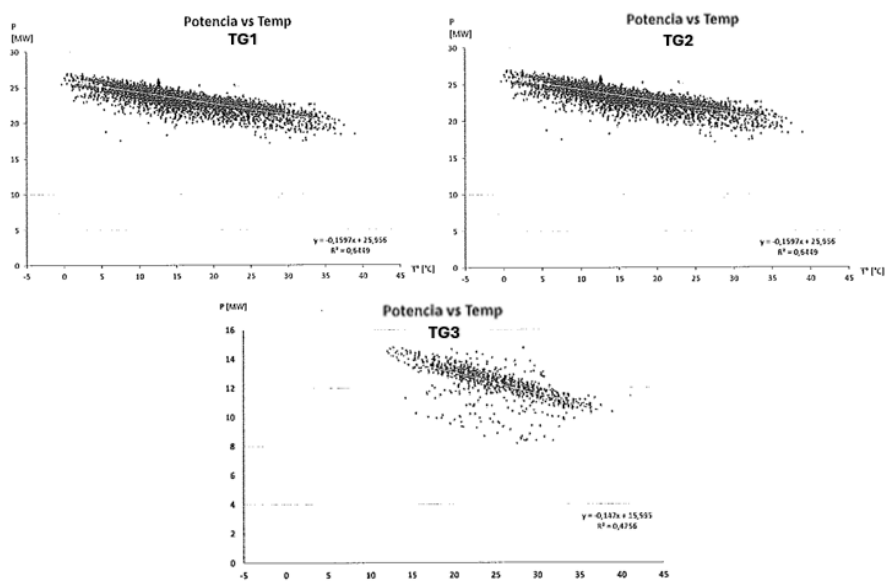 Potencia vs Temp
P
[MW]
TG1
30
25
20
15
10
5
0
-5 0 5 10 15 20 25 30 35 40 45
T° [°C]
y = -0,1597x + 25,956
R² = 0,6449
Potencia vs Temp
P
[MW]
TG2
30
25
20
15
10
5
0
-5 0 5 10 15 20 25 30 35 40 45
T° [°C]
y = -0,1597x + 25,956
R² = 0,6449
P [MW]
Potencia vs Temp
TG3
16
14
12
10
8
6
4
2
0
-5 0 5 10 15 20 25 30 35 40 45
y = -0,147x + 15,995
R² = 0,4756